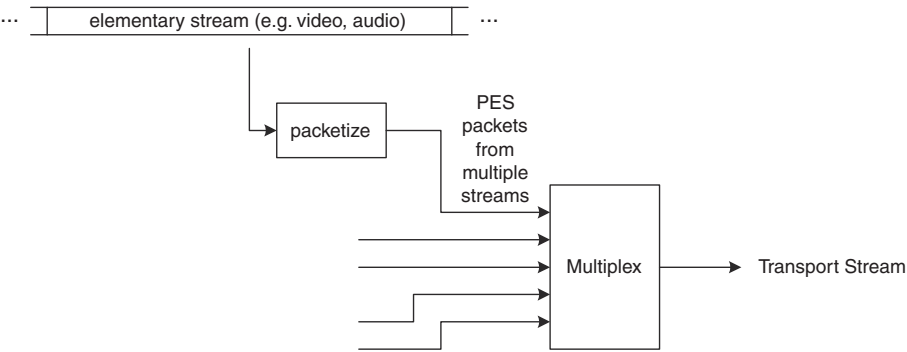 ... elementary stream (e.g. video, audio) ...
packetize
PES
packets
from
multiple
streams
Multiplex
Transport Stream